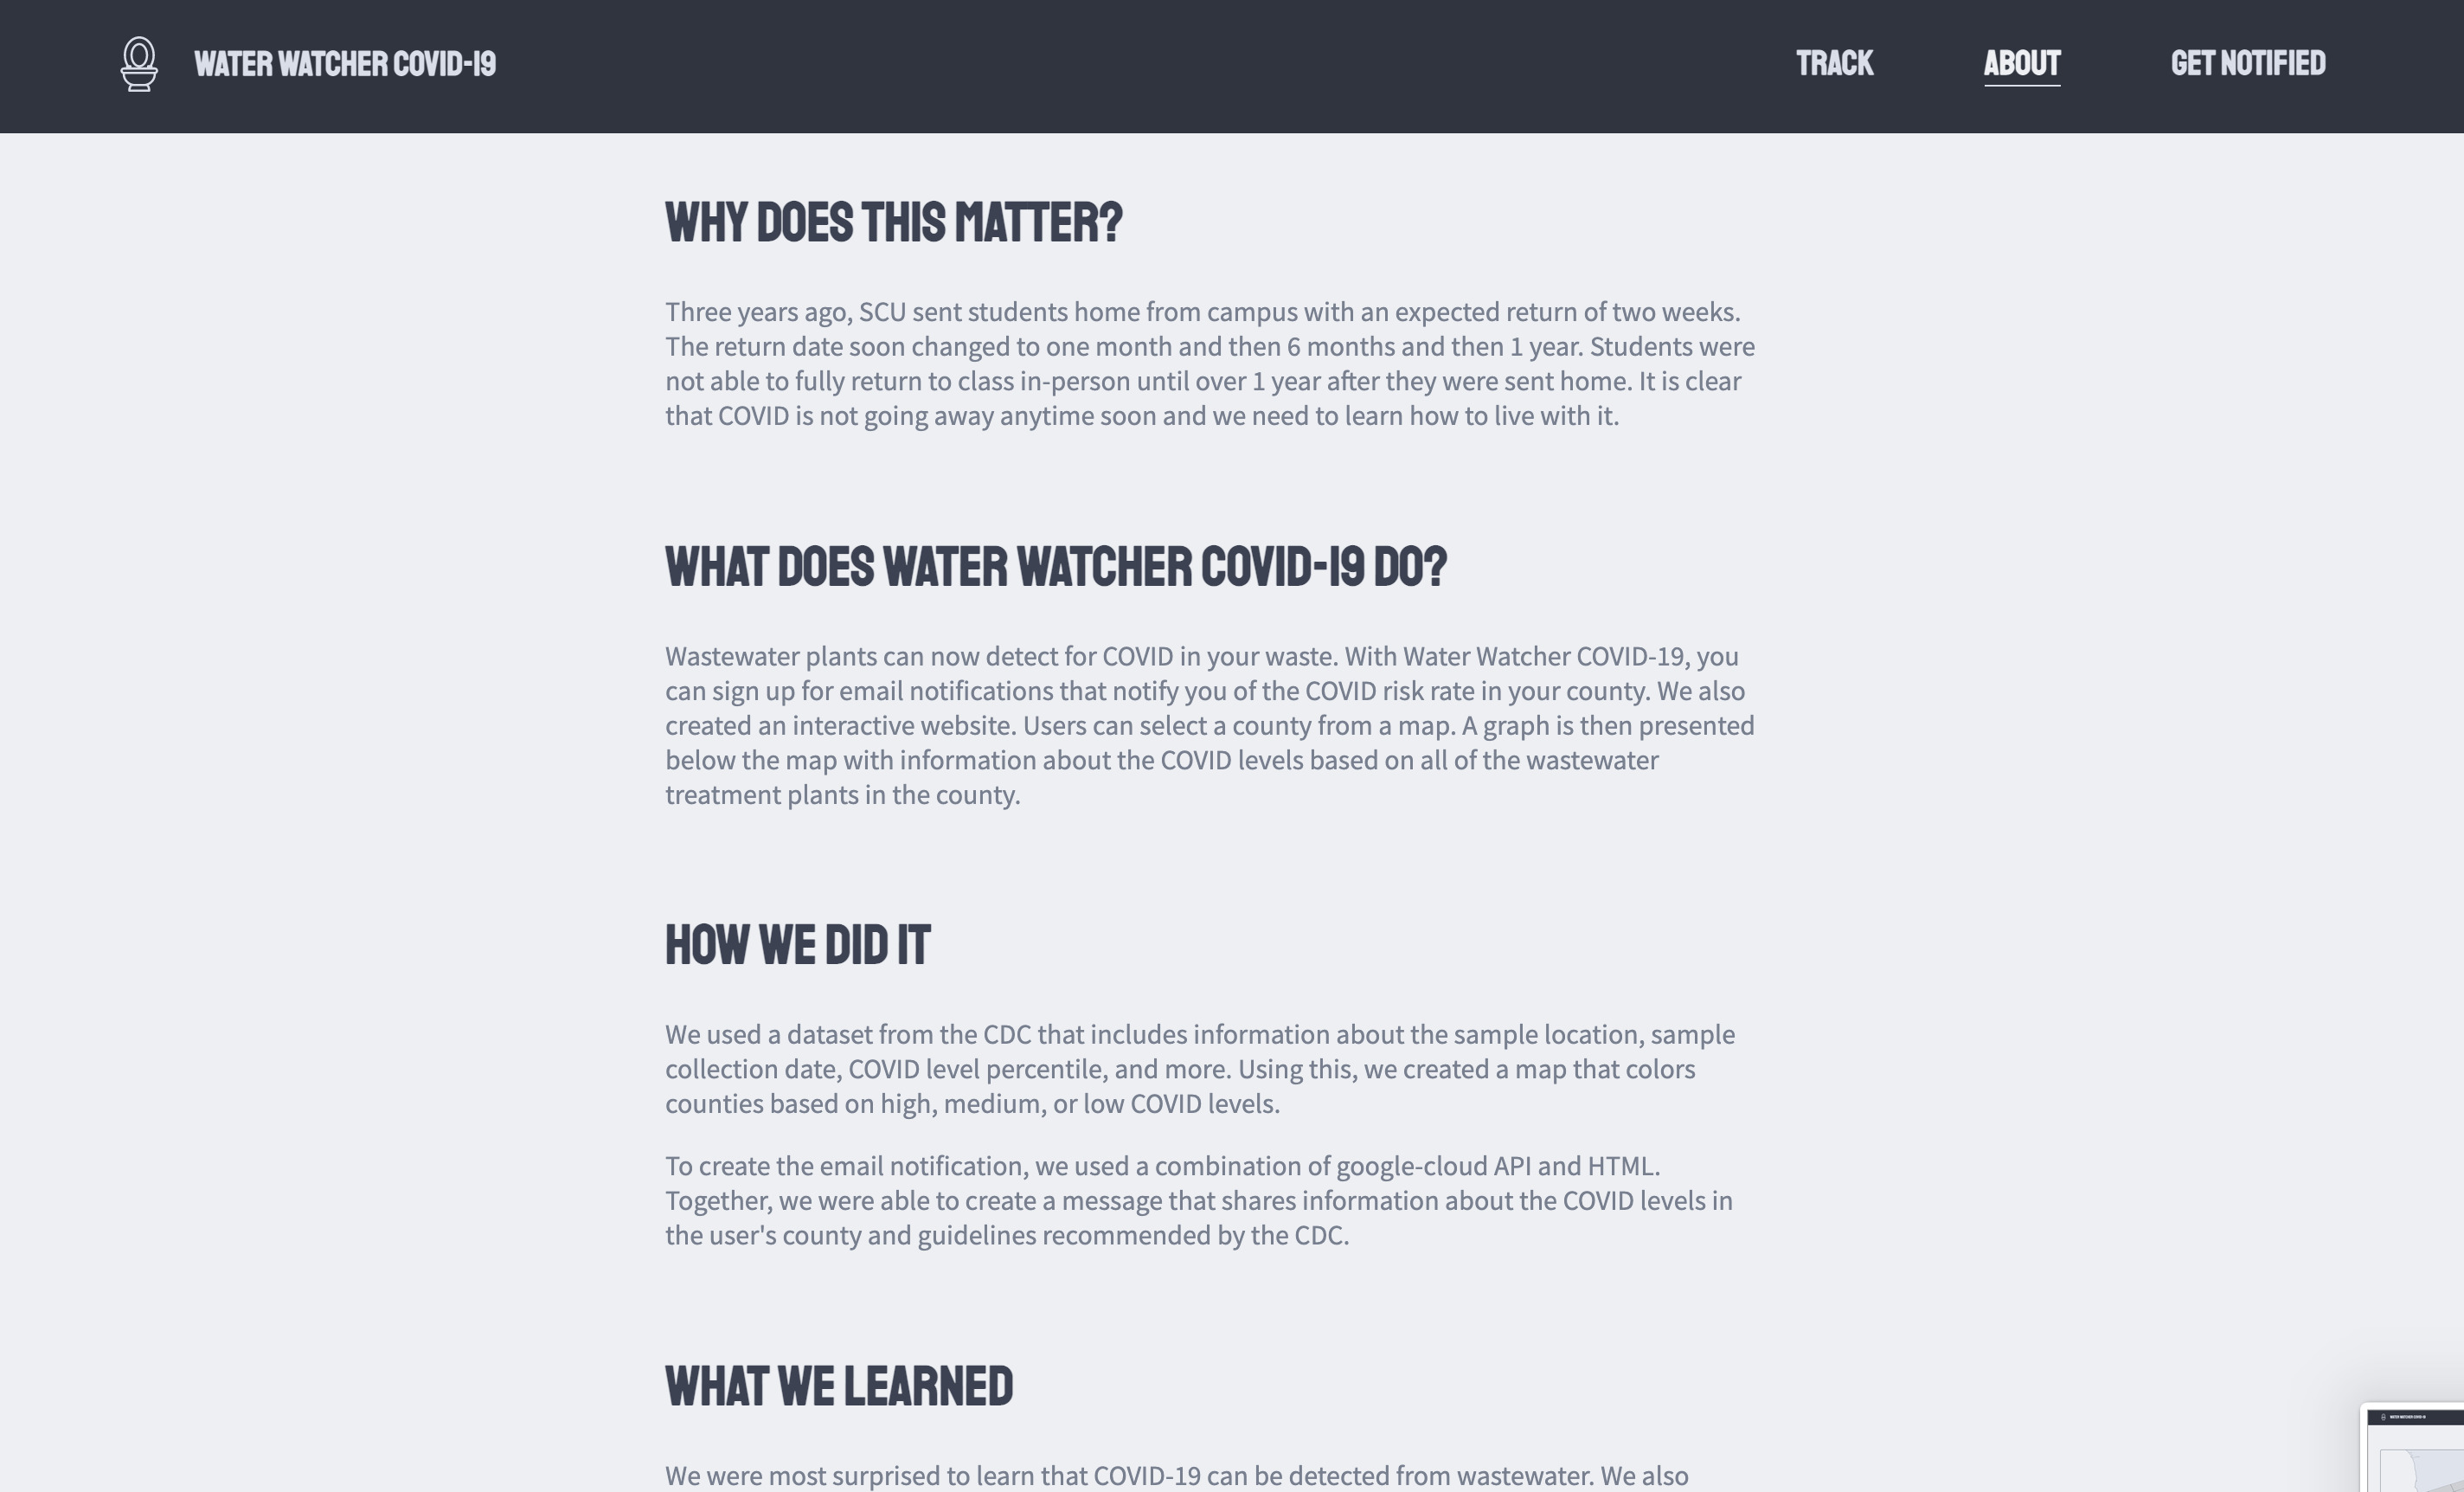 WATER WATCHER COVID-19
TRACK
ABOUT
GET NOTIFIED
WHY DOES THIS MATTER?
Three years ago, SCU sent students home from campus with an expected return of two weeks.
The return date soon changed to one month and then 6 months and then 1 year. Students were
not able to fully return to class in-person until over 1 year after they were sent home. It is clear
that COVID is not going away anytime soon and we need to learn how to live with it.
WHAT DOES WATER WATCHER COVID-19 DO?
Wastewater plants can now detect for COVID in your waste. With Water Watcher COVID-19, you
can sign up for email notifications that notify you of the COVID risk rate in your county. We also
created an interactive website. Users can select a county from a map. A graph is then presented
below the map with information about the COVID levels based on all of the wastewater
treatment plants in the county.
HOW WE DID IT
We used a dataset from the CDC that includes information about the sample location, sample
collection date, COVID level percentile, and more. Using this, we created a map that colors
counties based on high, medium, or low COVID levels.
To create the email notification, we used a combination of google-cloud API and HTML.
Together, we were able to create a message that shares information about the COVID levels in
the user's county and guidelines recommended by the CDC.
WHAT WE LEARNED
We were most surprised to learn that COVID-19 can be detected from wastewater. We also
WATER WATCHER COVID-19